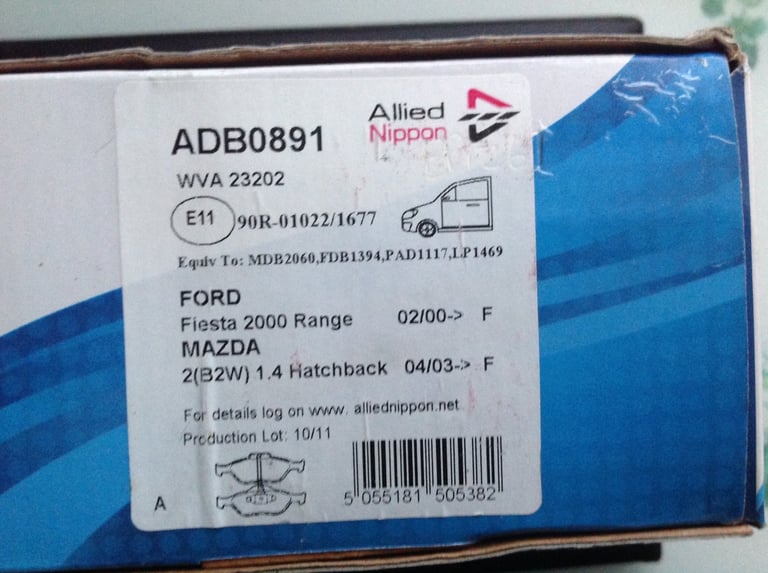 Allied
Nippon
ADB0891
WVA 23202
E11 90R-01022/1677
Equiv To: MDB2060,FDB1394,PAD1117,LP1469
FORD
Fiesta 2000 Range 02/00-> F
MAZDA
2(B2W) 1.4 Hatchback 04/03-> F
For details log on www. alliednippon.net
Production Lot: 10/11
A
5 055181 505382